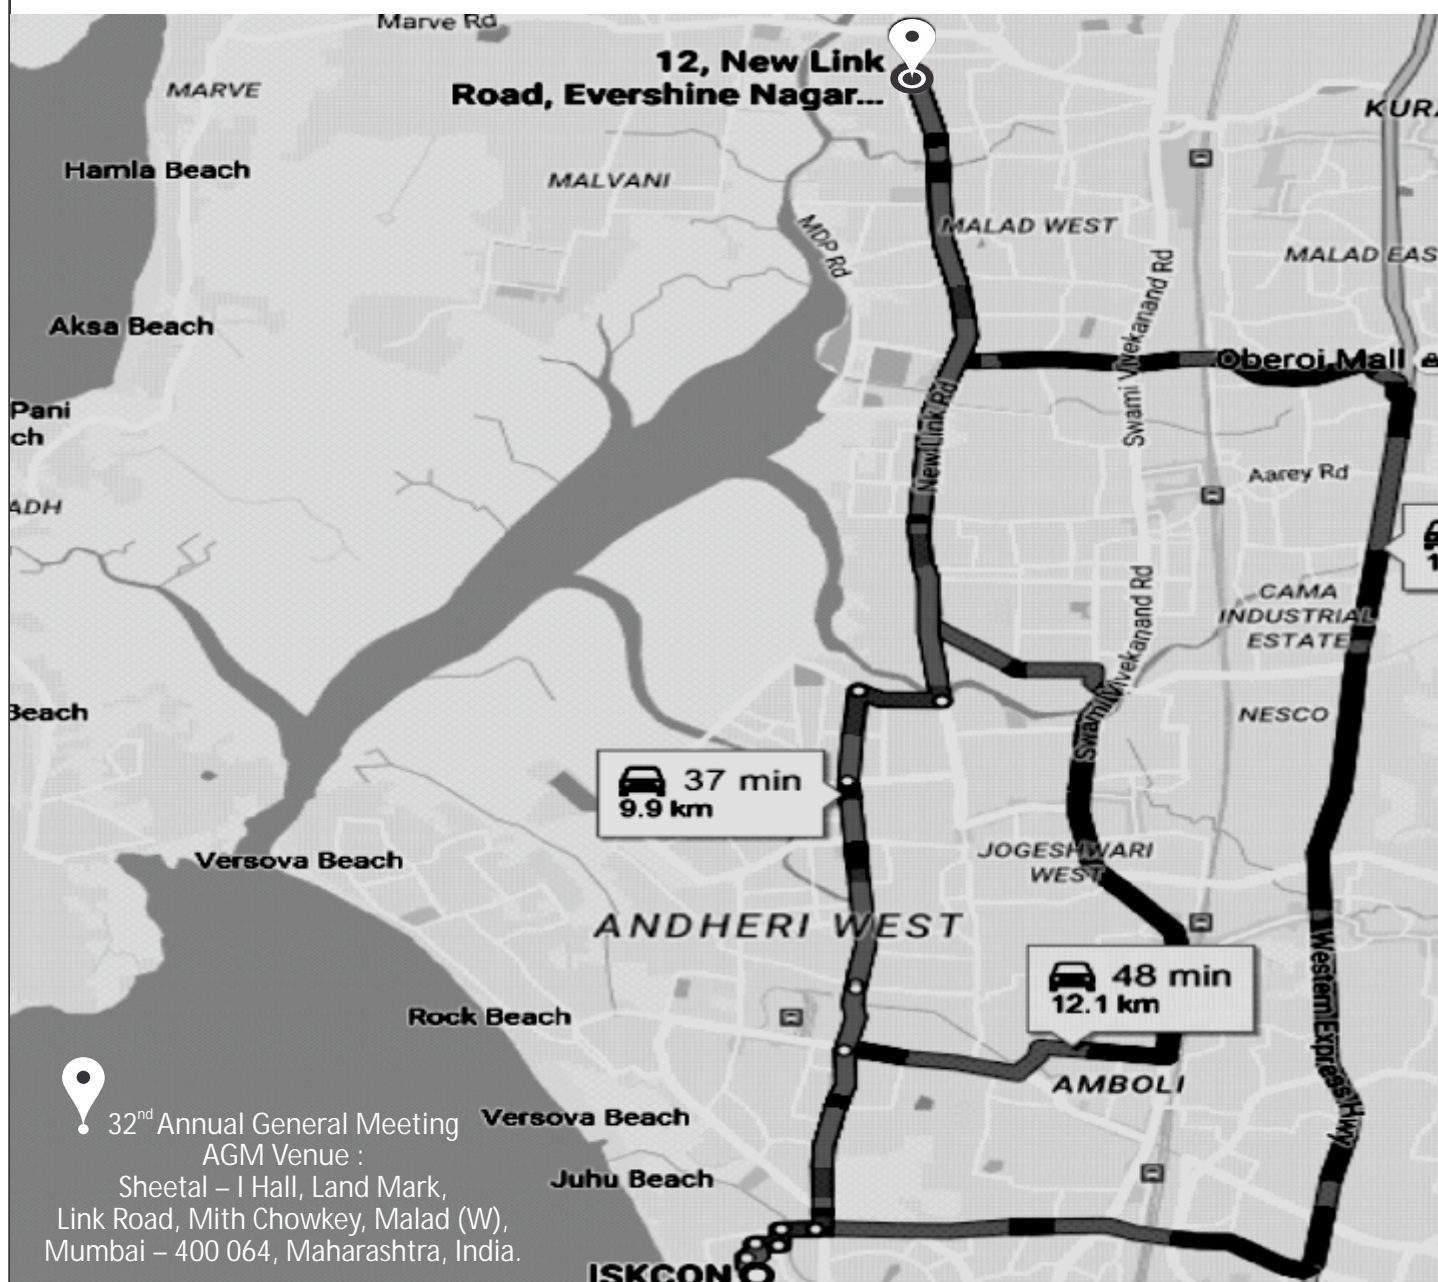 Marve Rd
12, New Link
Road, Evershine Nagar...
MARVE
Hamla Beach
MALVANI
MDP Rd
MALAD WEST
MALAD EAS
Swami Vivekanand Rd
Aksa Beach
Oberoi Mall
Pani
ch
New Link Rd
Aarey Rd
ADH
CAMA
INDUSTRIAL
ESTATE
Swami Vivekanand Rd
Beach
NESCO
37 min
9.9 km
JOGESHWARI
WEST
Versova Beach
ANDHERI WEST
48 min
12.1 km
Western Express Hwy
Rock Beach
AMBOLI
Versova Beach
Juhu Beach
ISKCON
32nd Annual General Meeting
AGM Venue :
Sheetal – I Hall, Land Mark,
Link Road, Mith Chowkey, Malad (W),
Mumbai – 400 064, Maharashtra, India.